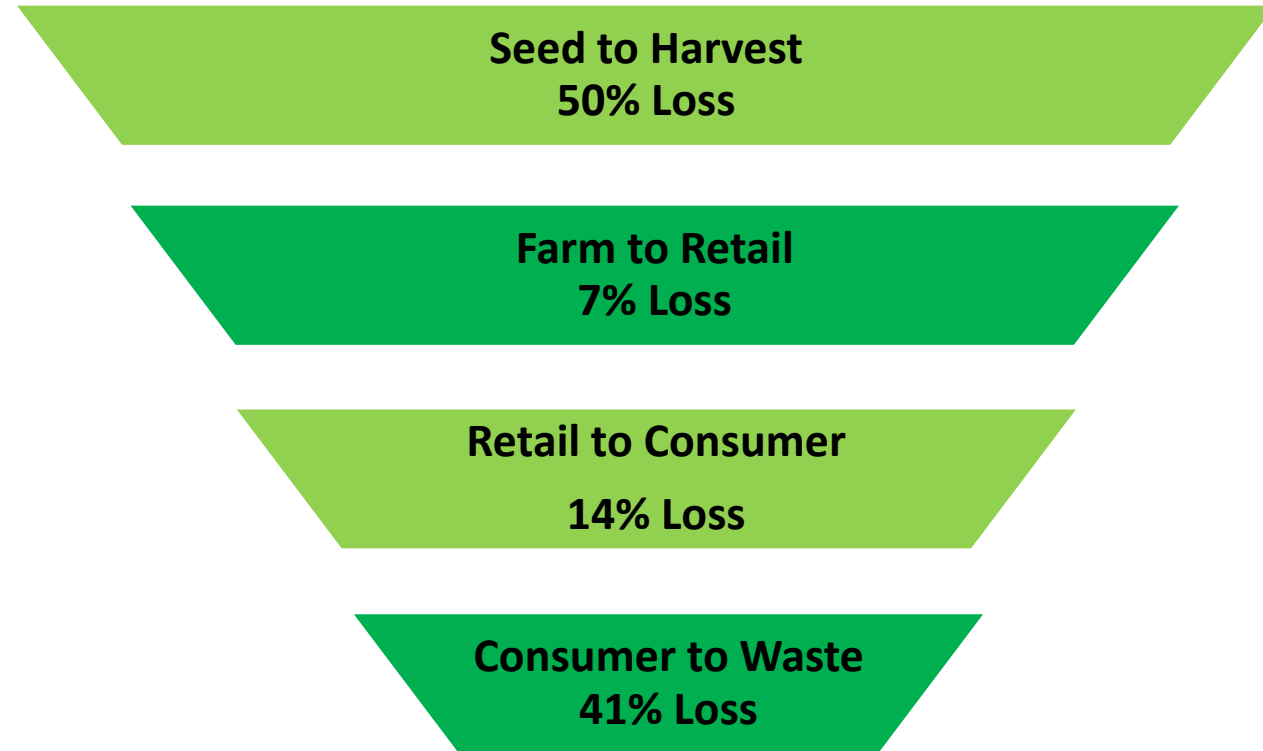 Seed to Harvest
50% Loss
Farm to Retail
7% Loss
Retail to Consumer
14% Loss
Consumer to Waste
41% Loss